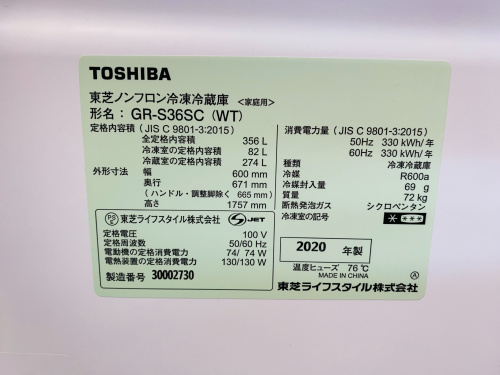 TOSHIBA
東芝ノンフロン冷凍冷蔵庫 <家庭用>
形名: GR-S36SC (WT)
定格内容積 (JIS C 9801-3:2015)
全定格内容積 356 L
冷凍室の定格内容積 82 L
冷蔵室の定格内容積 274 L
外形寸法 幅 600 mm
奥行 671 mm
(ハンドル・調整脚除く 665 mm)
高さ 1757 mm
消費電力量 (JIS C 9801-3:2015)
50Hz 330 kWh/年
60Hz 330 kWh/年
種類 冷凍冷蔵庫
冷媒 R600a
冷媒封入量 69 g
質量 72 kg
断熱発泡ガス シクロペンタン
冷凍室の記号 ****
PS E 東芝ライフスタイル株式会社 JET
定格電圧 100 V
定格周波数 50/60 Hz
電動機の定格消費電力 74/ 74 W
電熱装置の定格消費電力 130/130 W
製造番号 30002730
2020 年製
温度ヒューズ 76℃
MADE IN CHINA
A
東芝ライフスタイル株式会社